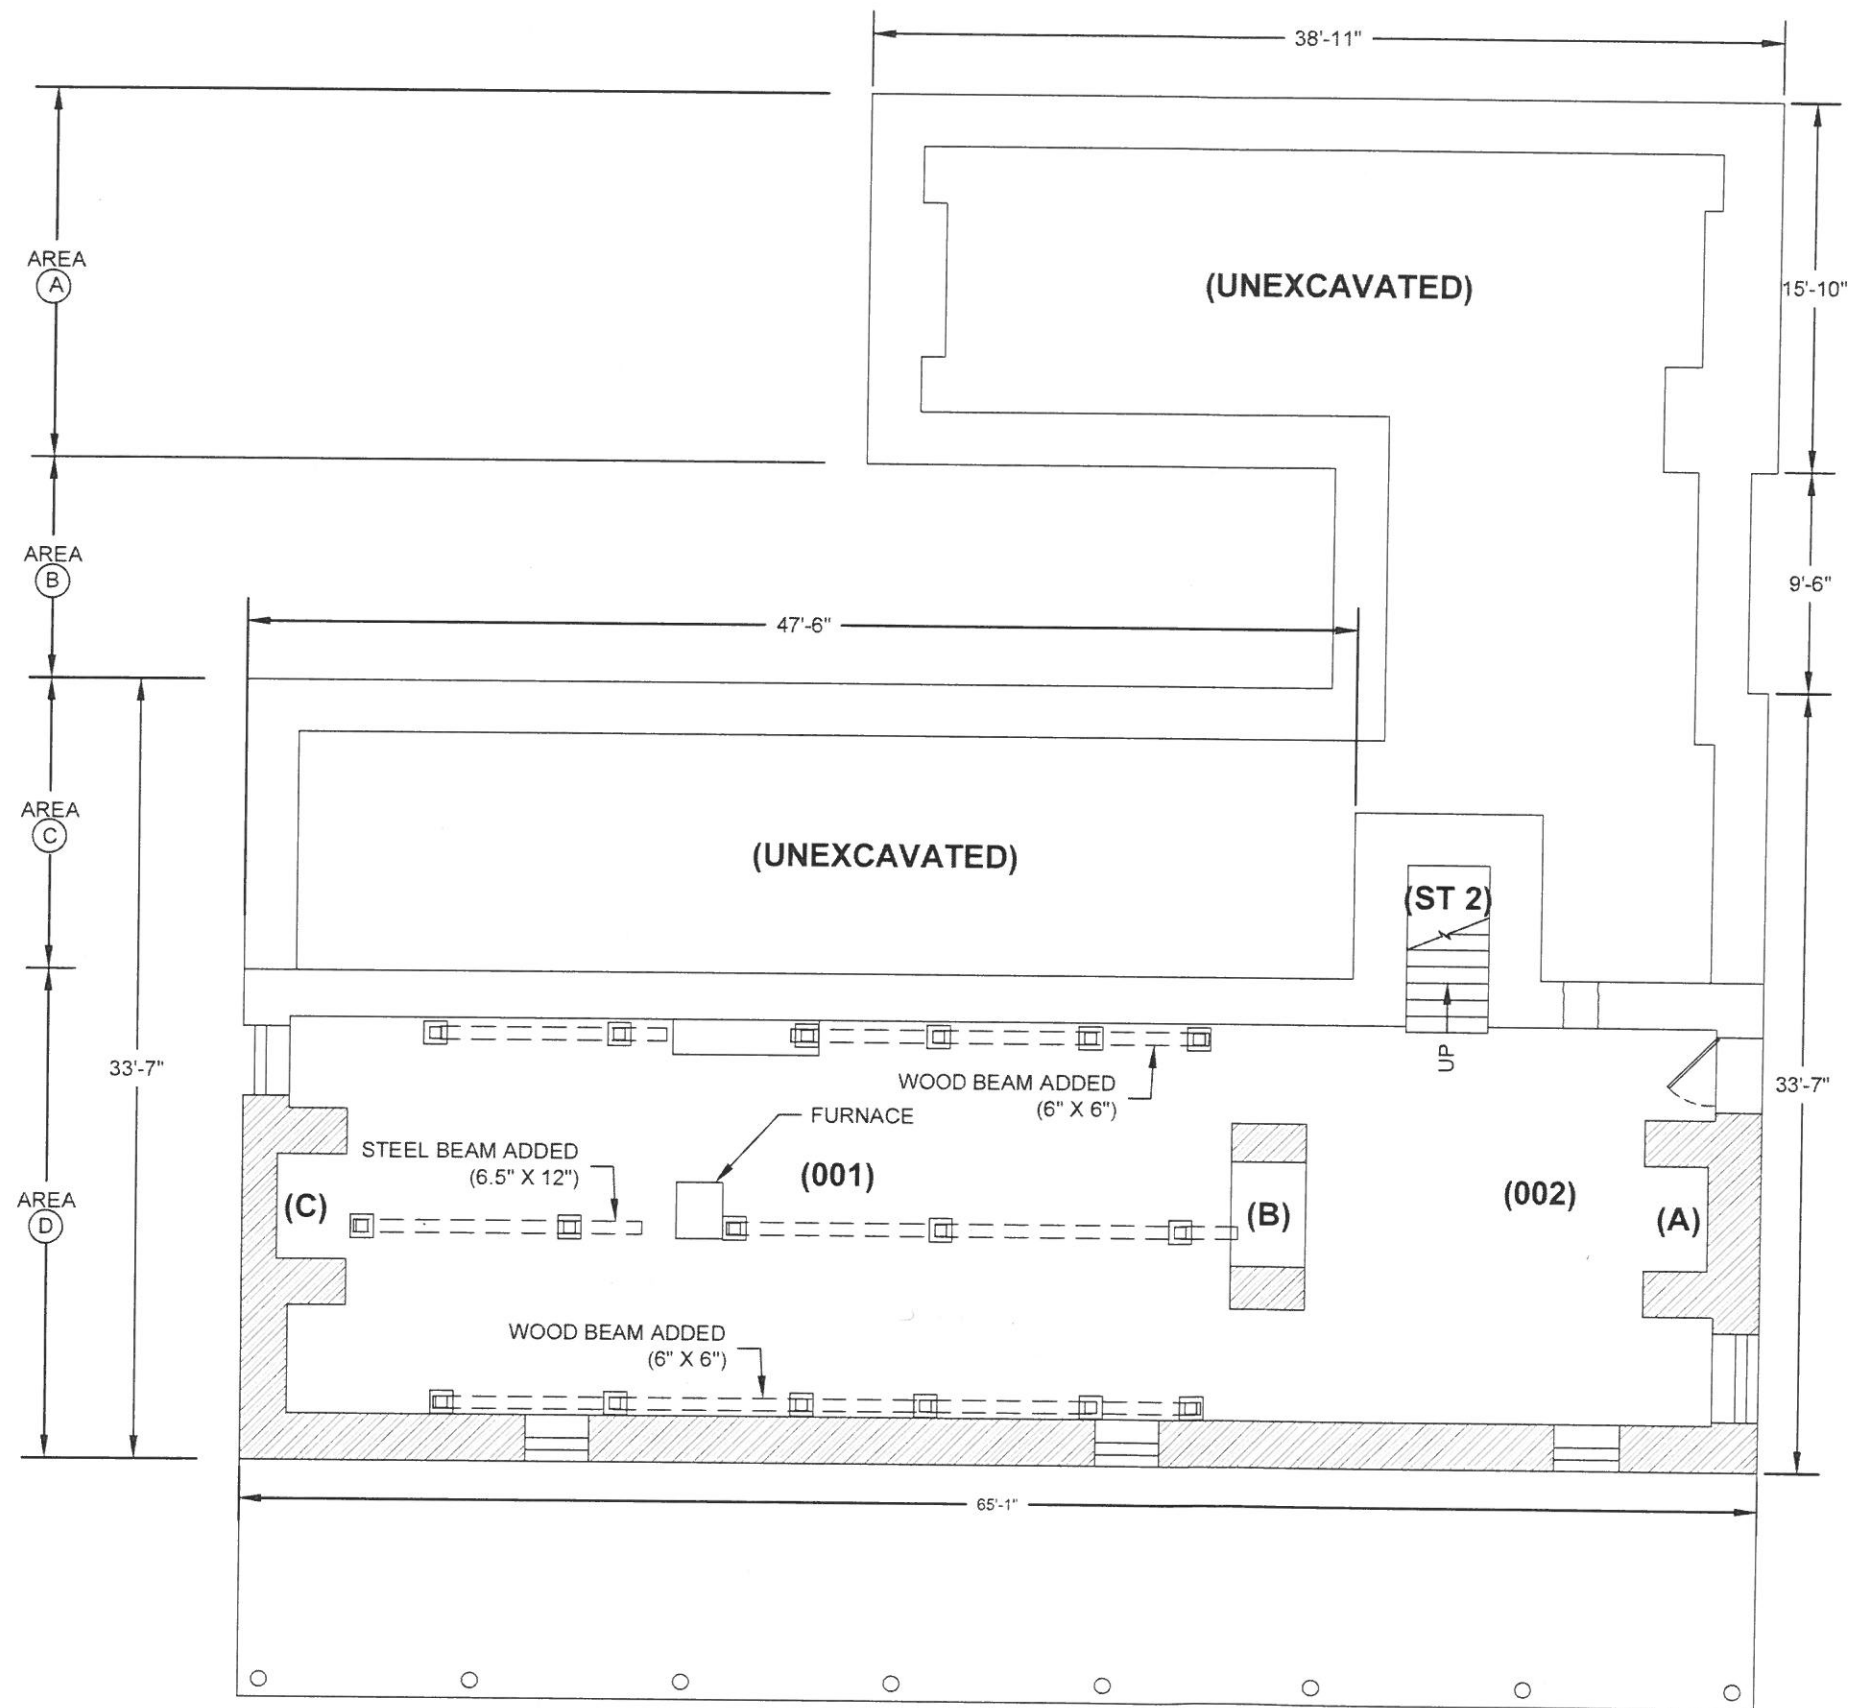 38'-11"
AREA
A
(UNEXCAVATED)
15'-10"
AREA
B
9'-6"
47'-6"
AREA
C
(UNEXCAVATED)
(ST 2)
UP
33'-7"
WOOD BEAM ADDED
(6" X 6")
33'-7"
FURNACE
STEEL BEAM ADDED
(6.5" X 12")
(001)
(002)
AREA
D
(C)
(B)
(A)
WOOD BEAM ADDED
(6" X 6")
65'-1"